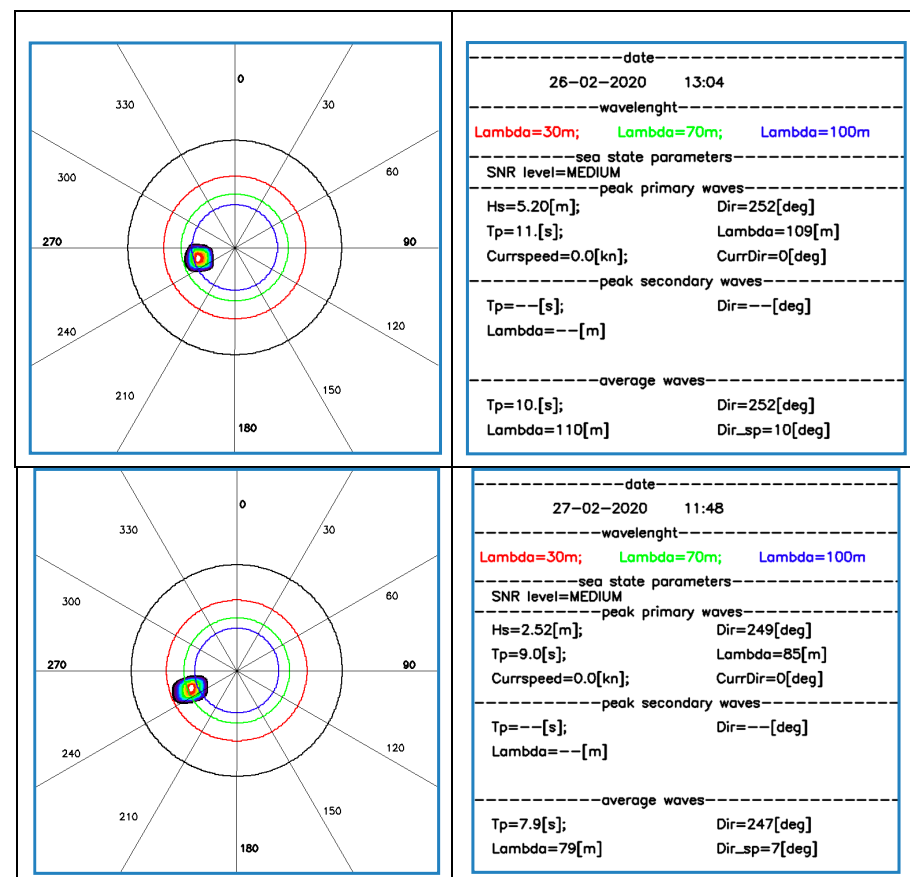 0
330 30
300 60
270 90
240 120
210 150
180
date
26-02-2020 13:04
wavelenght
Lambda=30m; Lambda=70m; Lambda=100m
sea state parameters
SNR level=MEDIUM
peak primary waves
Hs=5.20[m]; Dir=252[deg]
Tp=11.[s]; Lambda=109[m]
Currspeed=0.0[kn]; CurrDir=0[deg]
peak secondary waves
Tp=--[s]; Dir=--[deg]
Lambda=--[m]
average waves
Tp=10.[s]; Dir=252[deg]
Lambda=110[m] Dir_sp=10[deg]
0
330 30
300 60
270 90
240 120
210 150
180
date
27-02-2020 11:48
wavelenght
Lambda=30m; Lambda=70m; Lambda=100m
sea state parameters
SNR level=MEDIUM
peak primary waves
Hs=2.52[m]; Dir=249[deg]
Tp=9.0[s]; Lambda=85[m]
Currspeed=0.0[kn]; CurrDir=0[deg]
peak secondary waves
Tp=--[s]; Dir=--[deg]
Lambda=--[m]
average waves
Tp=7.9[s]; Dir=247[deg]
Lambda=79[m] Dir_sp=7[deg]